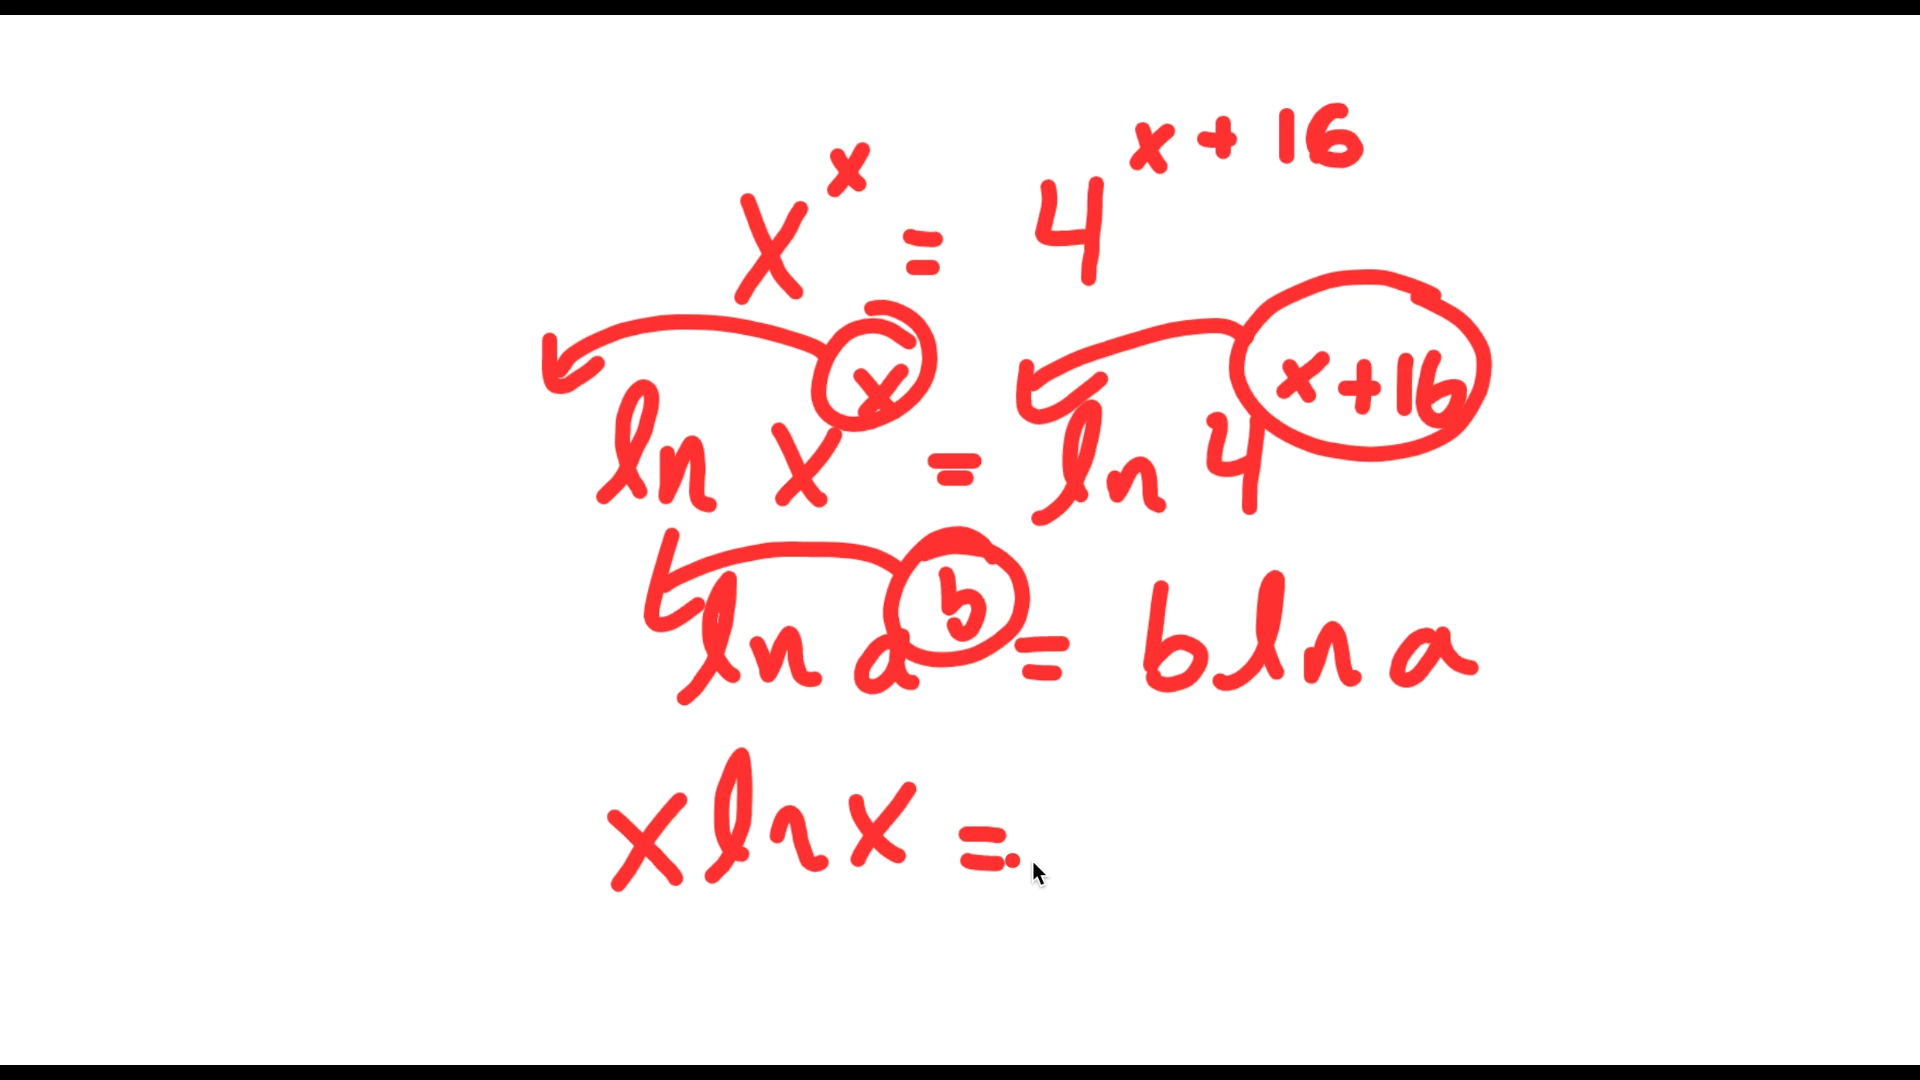 x^x = 4^(x+16)
ln x^x = ln 4^(x+16)
ln a^b = b ln a
x ln x =